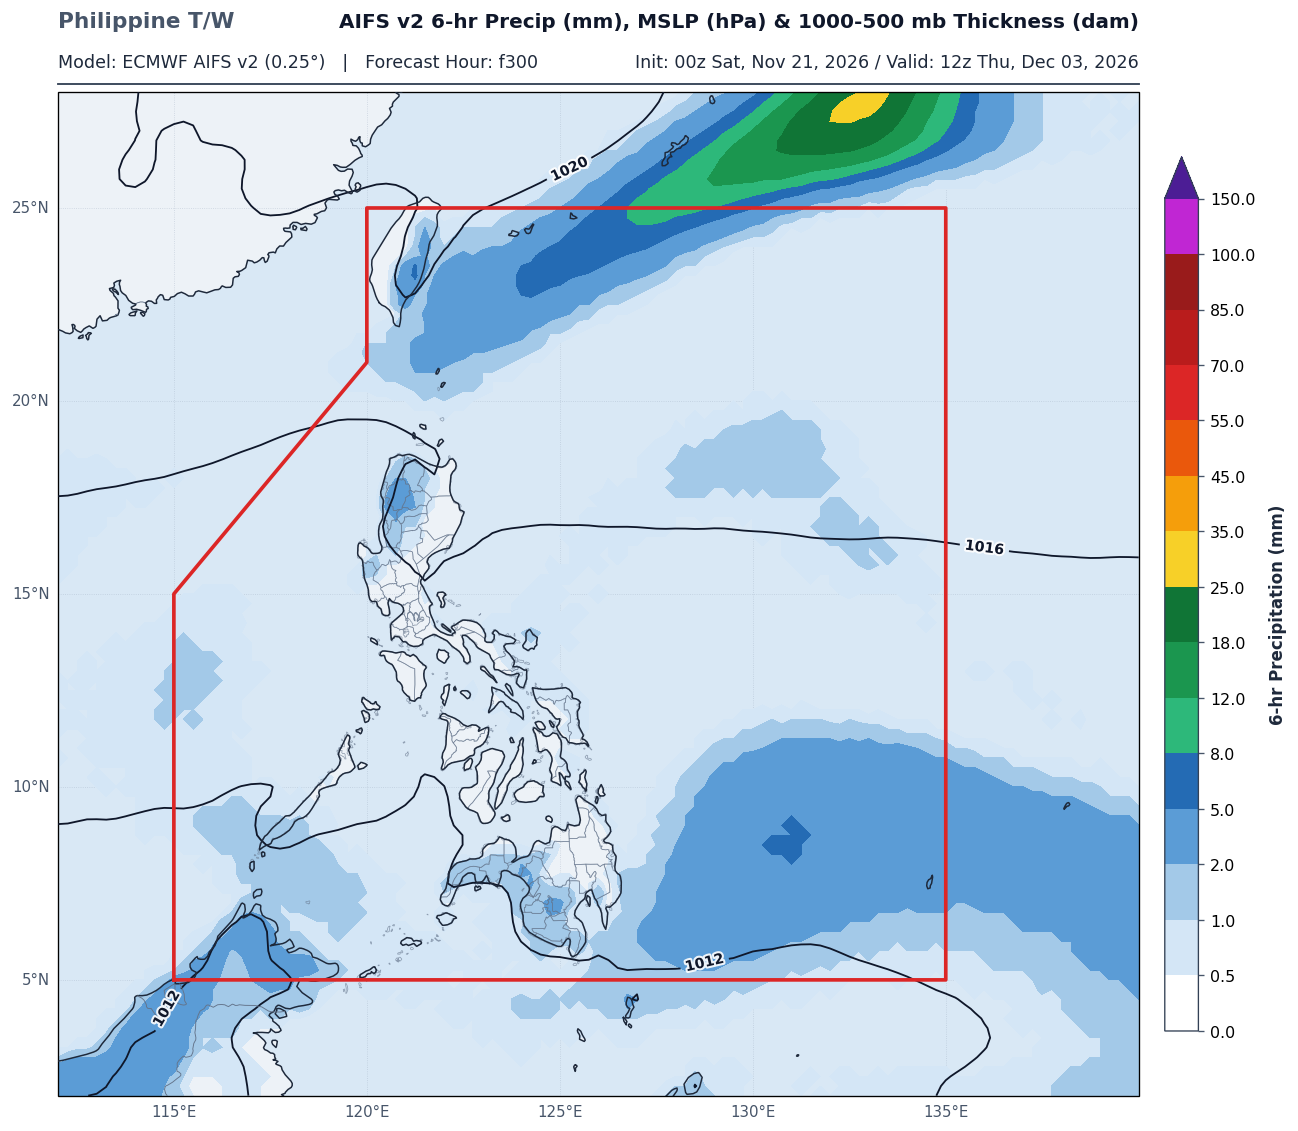 Philippine T/W
AIFS v2 6-hr Precip (mm), MSLP (hPa) & 1000-500 mb Thickness (dam)
Model: ECMWF AIFS v2 (0.25°) | Forecast Hour: f300
Init: 00z Sat, Nov 21, 2026 / Valid: 12z Thu, Dec 03, 2026
25°N
20°N
15°N
10°N
5°N
115°E
120°E
125°E
130°E
135°E
1020
1016
1012
1012
150.0
100.0
85.0
70.0
55.0
45.0
35.0
25.0
18.0
12.0
8.0
5.0
2.0
1.0
0.5
0.0
6-hr Precipitation (mm)